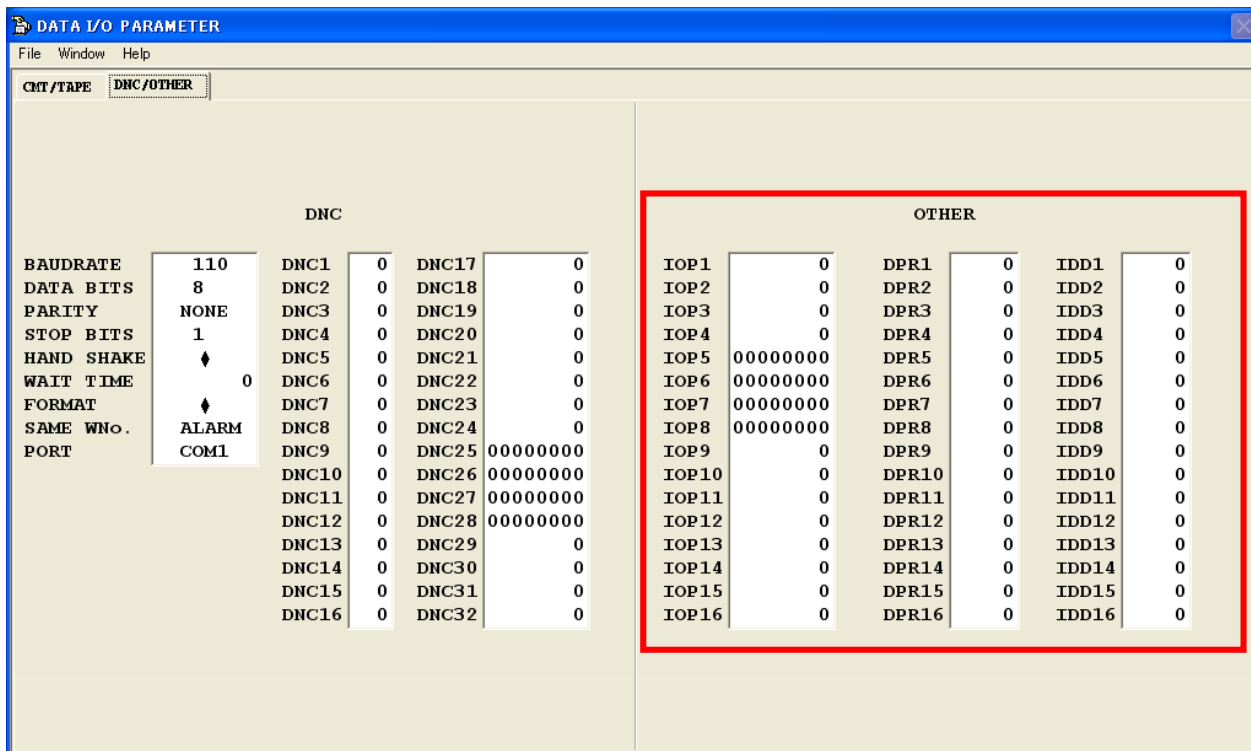 DATA I/O PARAMETER
File Window Help
CMT/TAPE DNC/OTHER
DNC
BAUDRATE 110 DNC1 0 DNC17 0
DATA BITS 8 DNC2 0 DNC18 0
PARITY NONE DNC3 0 DNC19 0
STOP BITS 1 DNC4 0 DNC20 0
HAND SHAKE ♦ DNC5 0 DNC21 0
WAIT TIME 0 DNC6 0 DNC22 0
FORMAT ♦ DNC7 0 DNC23 0
SAME WNo. ALARM DNC8 0 DNC24 0
PORT COM1 DNC9 0 DNC25 00000000
DNC10 0 DNC26 00000000
DNC11 0 DNC27 00000000
DNC12 0 DNC28 00000000
DNC13 0 DNC29 0
DNC14 0 DNC30 0
DNC15 0 DNC31 0
DNC16 0 DNC32 0
OTHER
IOP1 0 DPR1 0 IDD1 0
IOP2 0 DPR2 0 IDD2 0
IOP3 0 DPR3 0 IDD3 0
IOP4 0 DPR4 0 IDD4 0
IOP5 00000000 DPR5 0 IDD5 0
IOP6 00000000 DPR6 0 IDD6 0
IOP7 00000000 DPR7 0 IDD7 0
IOP8 00000000 DPR8 0 IDD8 0
IOP9 0 DPR9 0 IDD9 0
IOP10 0 DPR10 0 IDD10 0
IOP11 0 DPR11 0 IDD11 0
IOP12 0 DPR12 0 IDD12 0
IOP13 0 DPR13 0 IDD13 0
IOP14 0 DPR14 0 IDD14 0
IOP15 0 DPR15 0 IDD15 0
IOP16 0 DPR16 0 IDD16 0